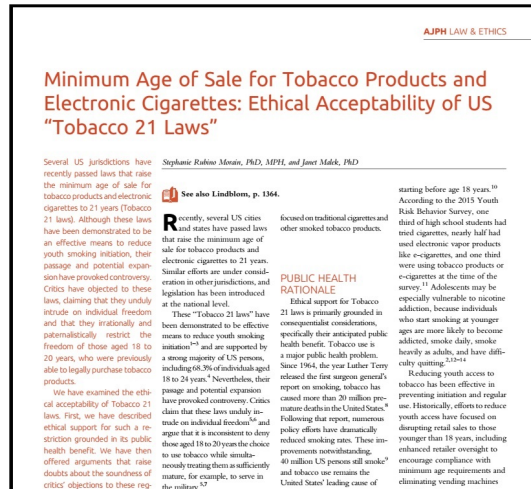 AJPH LAW & ETHICS
Minimum Age of Sale for Tobacco Products and
Electronic Cigarettes: Ethical Acceptability of US
“Tobacco 21 Laws”
Several US jurisdictions have
recently passed laws that raise
the minimum age of sale for
tobacco products and electronic
cigarettes to 21 years (Tobacco
21 laws). Although these laws
have been demonstrated to be
an effective means to reduce
youth smoking initiation, their
passage and potential expan-
sion have provoked controversy.
Critics have objected to these
laws, claiming that they unduly
intrude on individual freedom
and that they irrationally and
paternalistically restrict the
freedom of those aged 18 to
20 years, who were previously
able to legally purchase tobacco
products.
We have examined the ethi-
cal acceptability of Tobacco 21
laws. First, we have described
ethical support for such a re-
striction grounded in its public
health benefit. We have then
offered arguments that raise
doubts about the soundness of
critics’ objections to these reg-
Stephanie Rubino Morain, PhD, MPH, and Janet Malek, PhD
See also Lindblom, p. 1364.
Recently, several US cities
and states have passed laws
that raise the minimum age of
sale for tobacco products and
electronic cigarettes to 21 years.
Similar efforts are under consid-
eration in other jurisdictions, and
legislation has been introduced
at the national level.
These “Tobacco 21 laws” have
been demonstrated to be effective
means to reduce youth smoking
initiation1–3 and are supported by
a strong majority of US persons,
including 68.3% of individuals aged
18 to 24 years.4 Nevertheless, their
passage and potential expansion
have provoked controversy. Critics
claim that these laws unduly in-
trude on individual freedom5,6 and
argue that it is inconsistent to deny
those aged 18 to 20 years the choice
to use tobacco while simulta-
neously treating them as sufficiently
mature, for example, to serve in
the military.5,7
focused on traditional cigarettes and
other smoked tobacco products.
PUBLIC HEALTH
RATIONALE
Ethical support for Tobacco
21 laws is primarily grounded in
consequentialist considerations,
specifically their anticipated public
health benefit. Tobacco use is
a major public health problem.
Since 1964, the year Luther Terry
released the first surgeon general’s
report on smoking, tobacco has
caused more than 20 million pre-
mature deaths in the United States.8
Following that report, numerous
policy efforts have dramatically
reduced smoking rates. These im-
provements notwithstanding,
40 million US persons still smoke9
and tobacco use remains the
United States’ leading cause of
starting before age 18 years.10
According to the 2015 Youth
Risk Behavior Survey, one
third of high school students had
tried cigarettes, nearly half had
used electronic vapor products
like e-cigarettes, and one third
were using tobacco products or
e-cigarettes at the time of the
survey.11 Adolescents may be
especially vulnerable to nicotine
addiction, because individuals
who start smoking at younger
ages are more likely to become
addicted, smoke daily, smoke
heavily as adults, and have diffi-
culty quitting.2,12–14
Reducing youth access to
tobacco has been effective in
preventing initiation and regular
use. Historically, efforts to reduce
youth access have focused on
disrupting retail sales to those
younger than 18 years, including
enhanced retailer oversight to
encourage compliance with
minimum age requirements and
eliminating vending machines